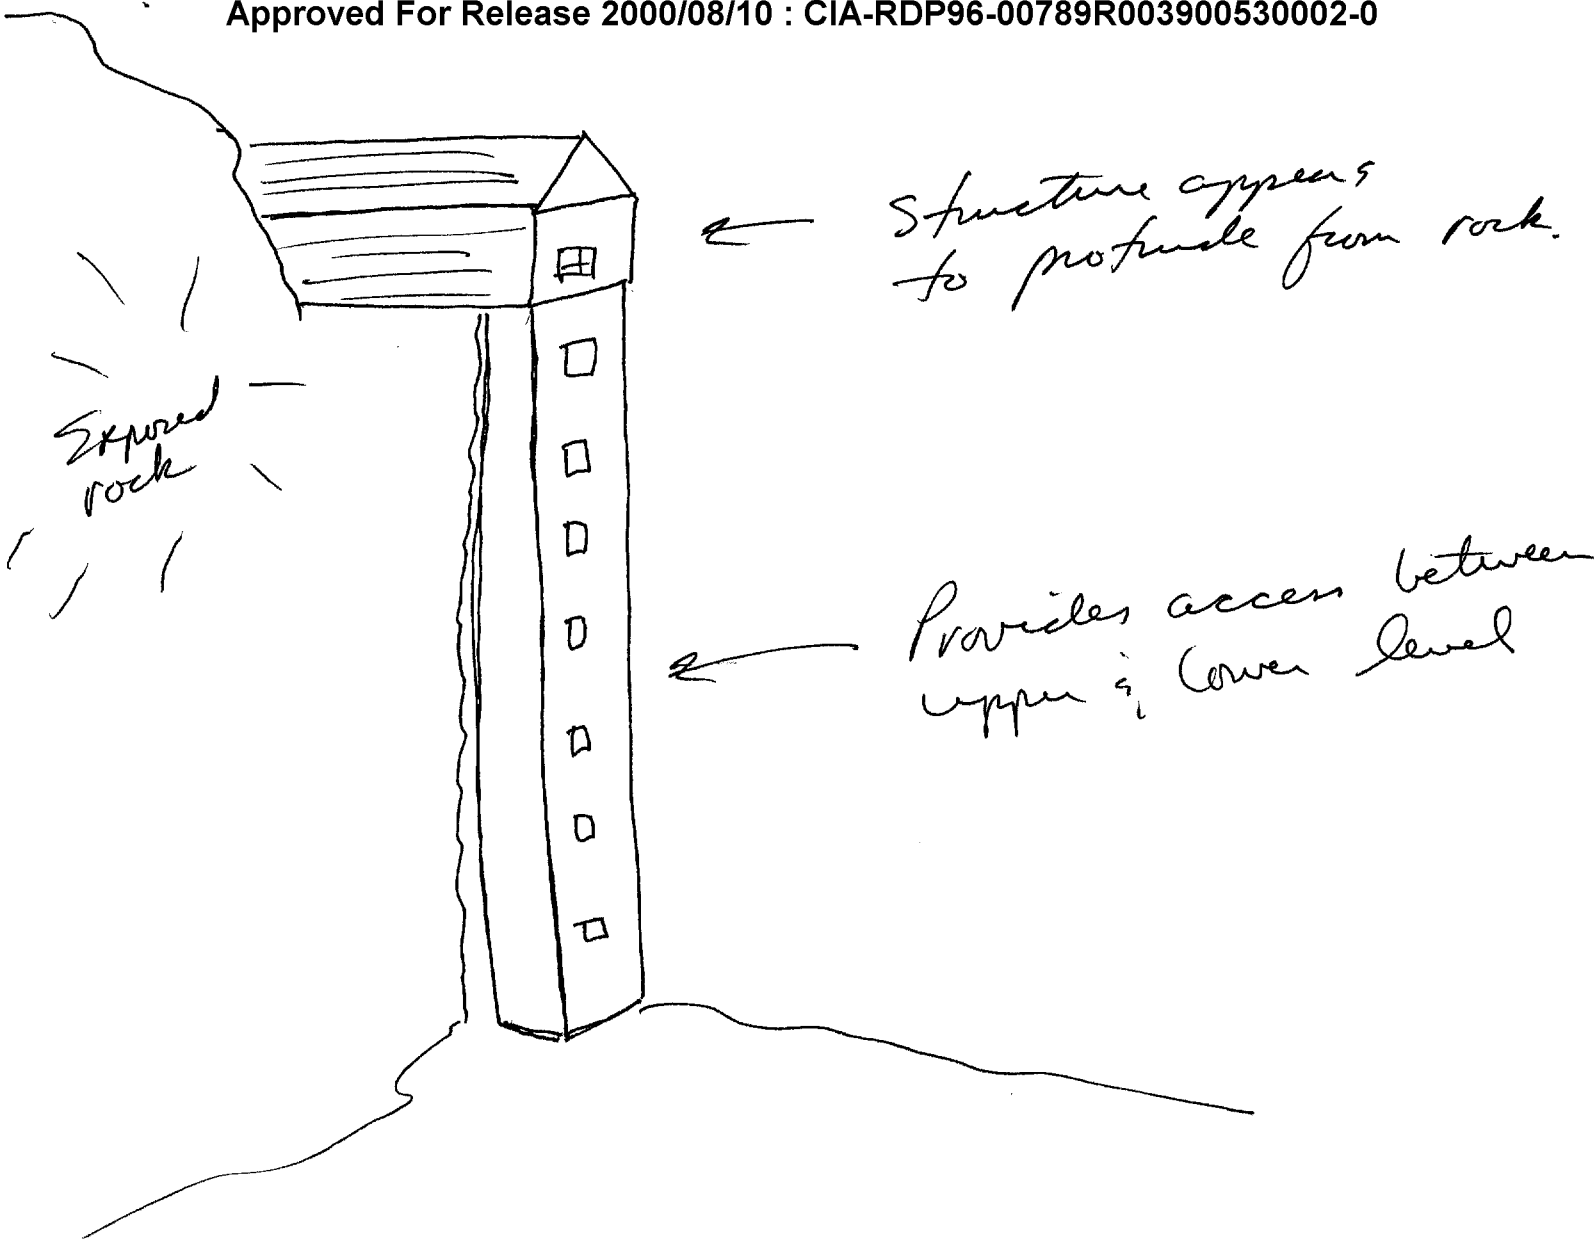 Approved For Release 2000/08/10 : CIA-RDP96-00789R003900530002-0
Structure appears
to protrude from rock.
Exposed
rock
Provides access between
upper & lower level